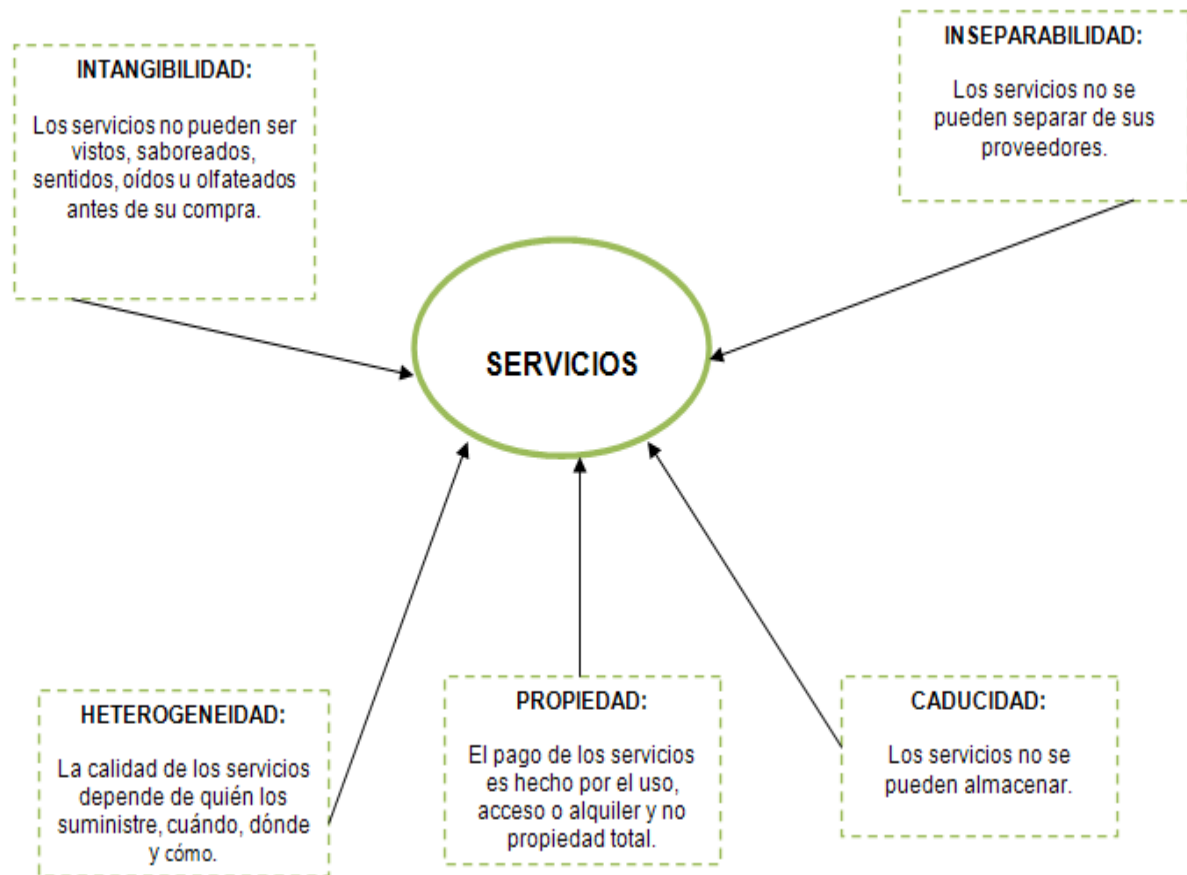 INTANGIBILIDAD:
Los servicios no pueden ser
vistos, saboreados,
sentidos, oídos u olfateados
antes de su compra.
INSEPARABILIDAD:
Los servicios no se
pueden separar de sus
proveedores.
SERVICIOS
HETEROGENEIDAD:
La calidad de los servicios
depende de quién los
suministre, cuándo, dónde
y cómo.
PROPIEDAD:
El pago de los servicios
es hecho por el uso,
acceso o alquiler y no
propiedad total.
CADUCIDAD:
Los servicios no se
pueden almacenar.